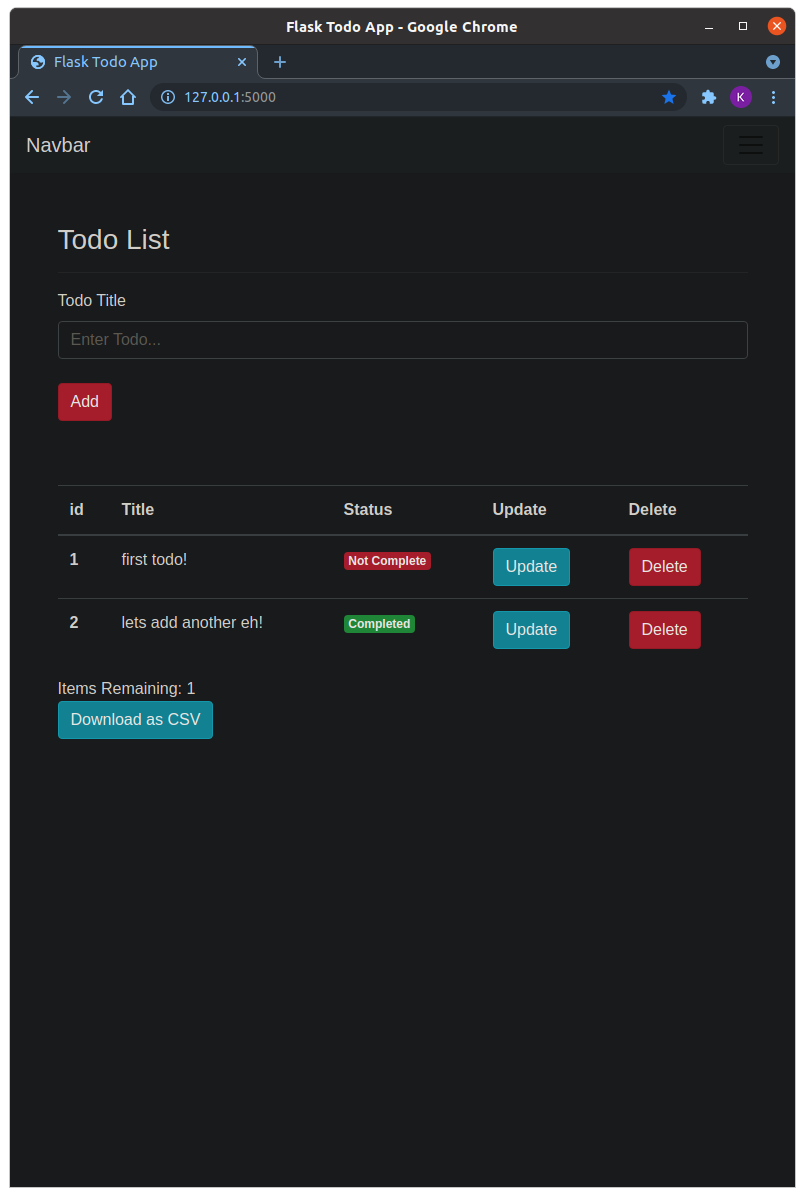 Flask Todo App - Google Chrome
Flask Todo App
127.0.0.1:5000
K
Navbar
Todo List
Todo Title
Enter Todo...
Add
id Title Status Update Delete
1 first todo! Not Complete Update Delete
2 lets add another eh! Completed Update Delete
Items Remaining: 1
Download as CSV